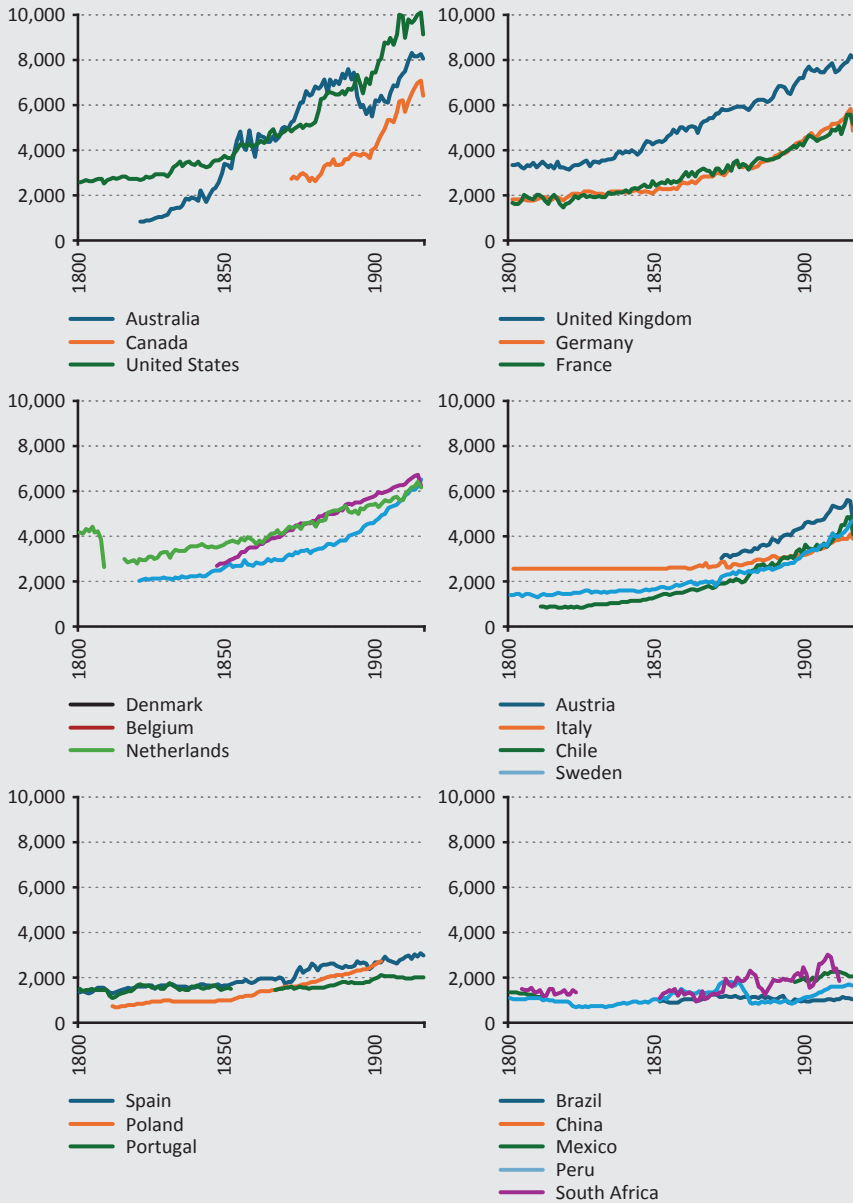 10,000
8,000
6,000
4,000
2,000
0
1800
1850
1900
Australia
Canada
United States
1800
1850
1900
United Kingdom
Germany
France
10,000
8,000
6,000
4,000
2,000
0
10,000
8,000
6,000
4,000
2,000
0
1800
1850
1900
Denmark
Belgium
Netherlands
10,000
8,000
6,000
4,000
2,000
0
1800
1850
1900
Austria
Italy
Chile
Sweden
10,000
8,000
6,000
4,000
2,000
0
1800
1850
1900
Spain
Poland
Portugal
10,000
8,000
6,000
4,000
2,000
0
1800
1850
1900
Brazil
China
Mexico
Peru
South Africa